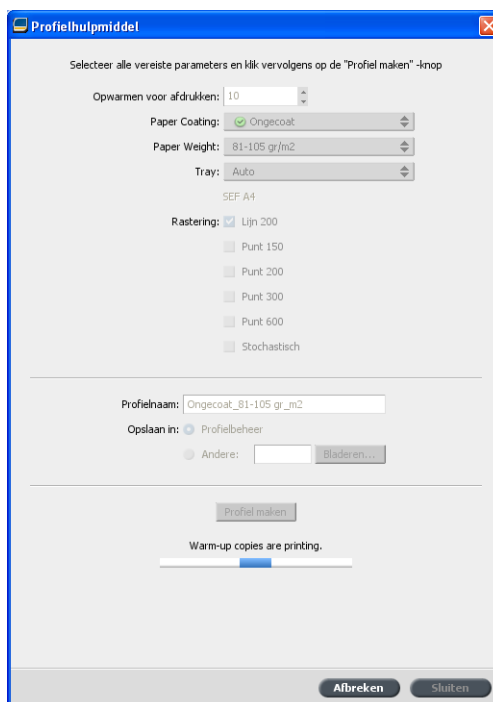 Profielhulpmiddel
Selecteer alle vereiste parameters en klik vervolgens op de "Profiel maken" -knop
Opwarmen voor afdrukken: 10
Paper Coating: Ongecoat
Paper Weight: 81-105 gr/m2
Tray: Auto
SEF A4
Rastering: Lijn 200
Punt 150
Punt 200
Punt 300
Punt 600
Stochastisch
Profielnaam: Ongecoat_81-105 gr_m2
Opslaan in: Profielbeheer
Andere: Bladeren...
Profiel maken
Warm-up copies are printing.
Afbreken Sluiten